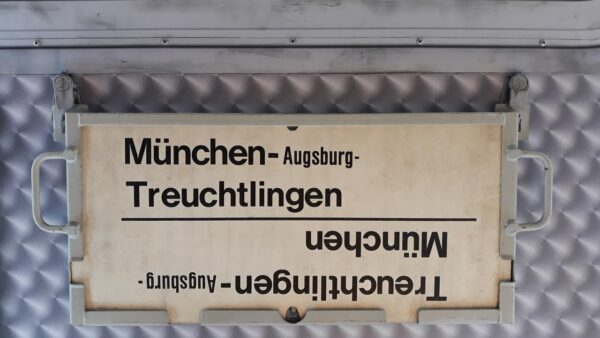 München-Augsburg-
Treuchtlingen
Treuchtlingen-Augsburg-
München